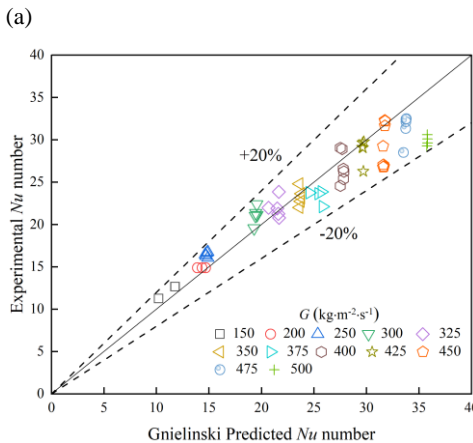 (a)
40
35
30
25
20
15
10
5
0
Experimental Nu number
+20%
-20%
G (kg·m⁻²·s⁻¹)
150 200 250 300 325
350 375 400 425 450
475 500
0 5 10 15 20 25 30 35 40
Gnielinski Predicted Nu number